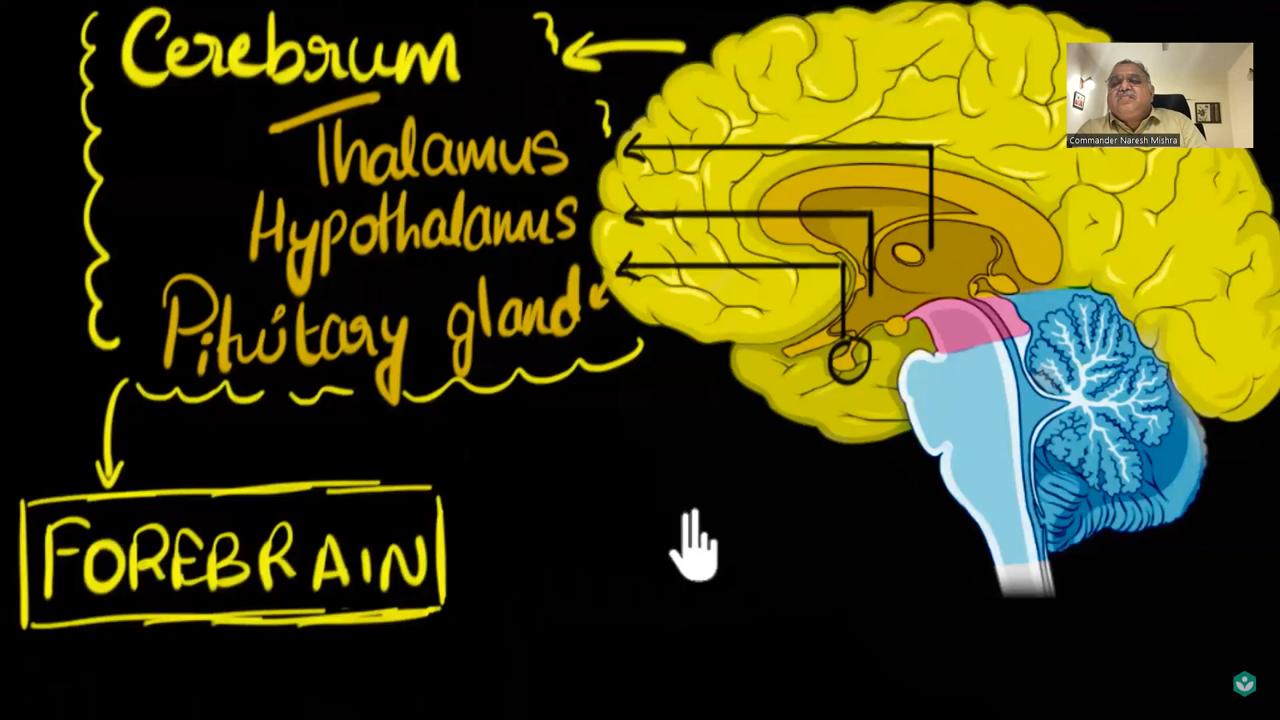 Cerebrum
Thalamus
Hypothalamus
Pituitary gland
FOREBRAIN
Commander Naresh Mishra